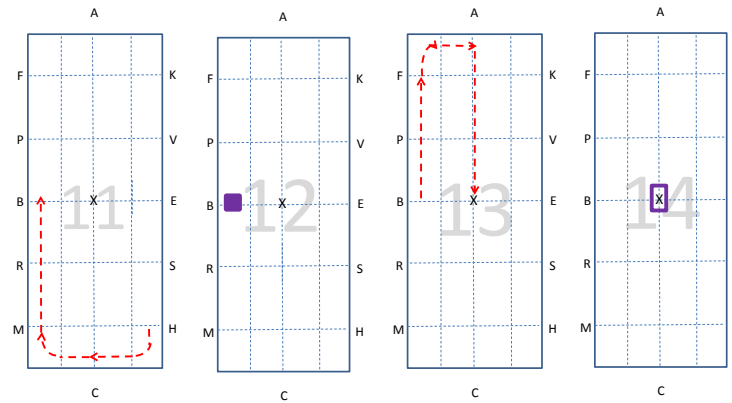 A A A A
F K F K F K F
P V P V P V P
B 11 X E B 12 X E B 13 X E B 14 X
R S R S R S R
M H M H M H M
C C C C